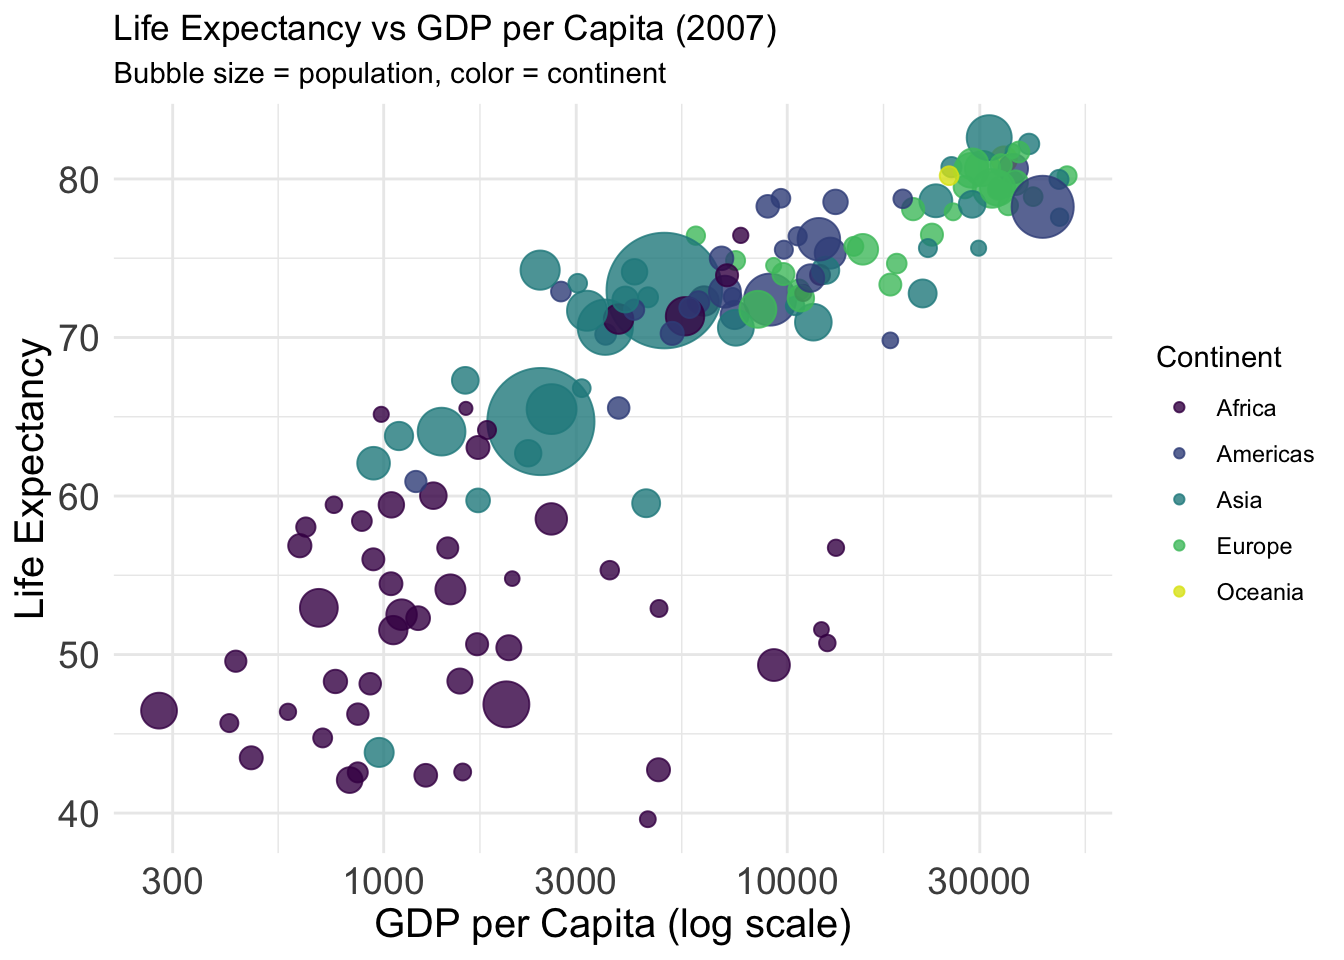 Life Expectancy vs GDP per Capita (2007)
Bubble size = population, color = continent
Life Expectancy
80
70
60
50
40
300 1000 3000 10000 30000
GDP per Capita (log scale)
Continent
Africa
Americas
Asia
Europe
Oceania